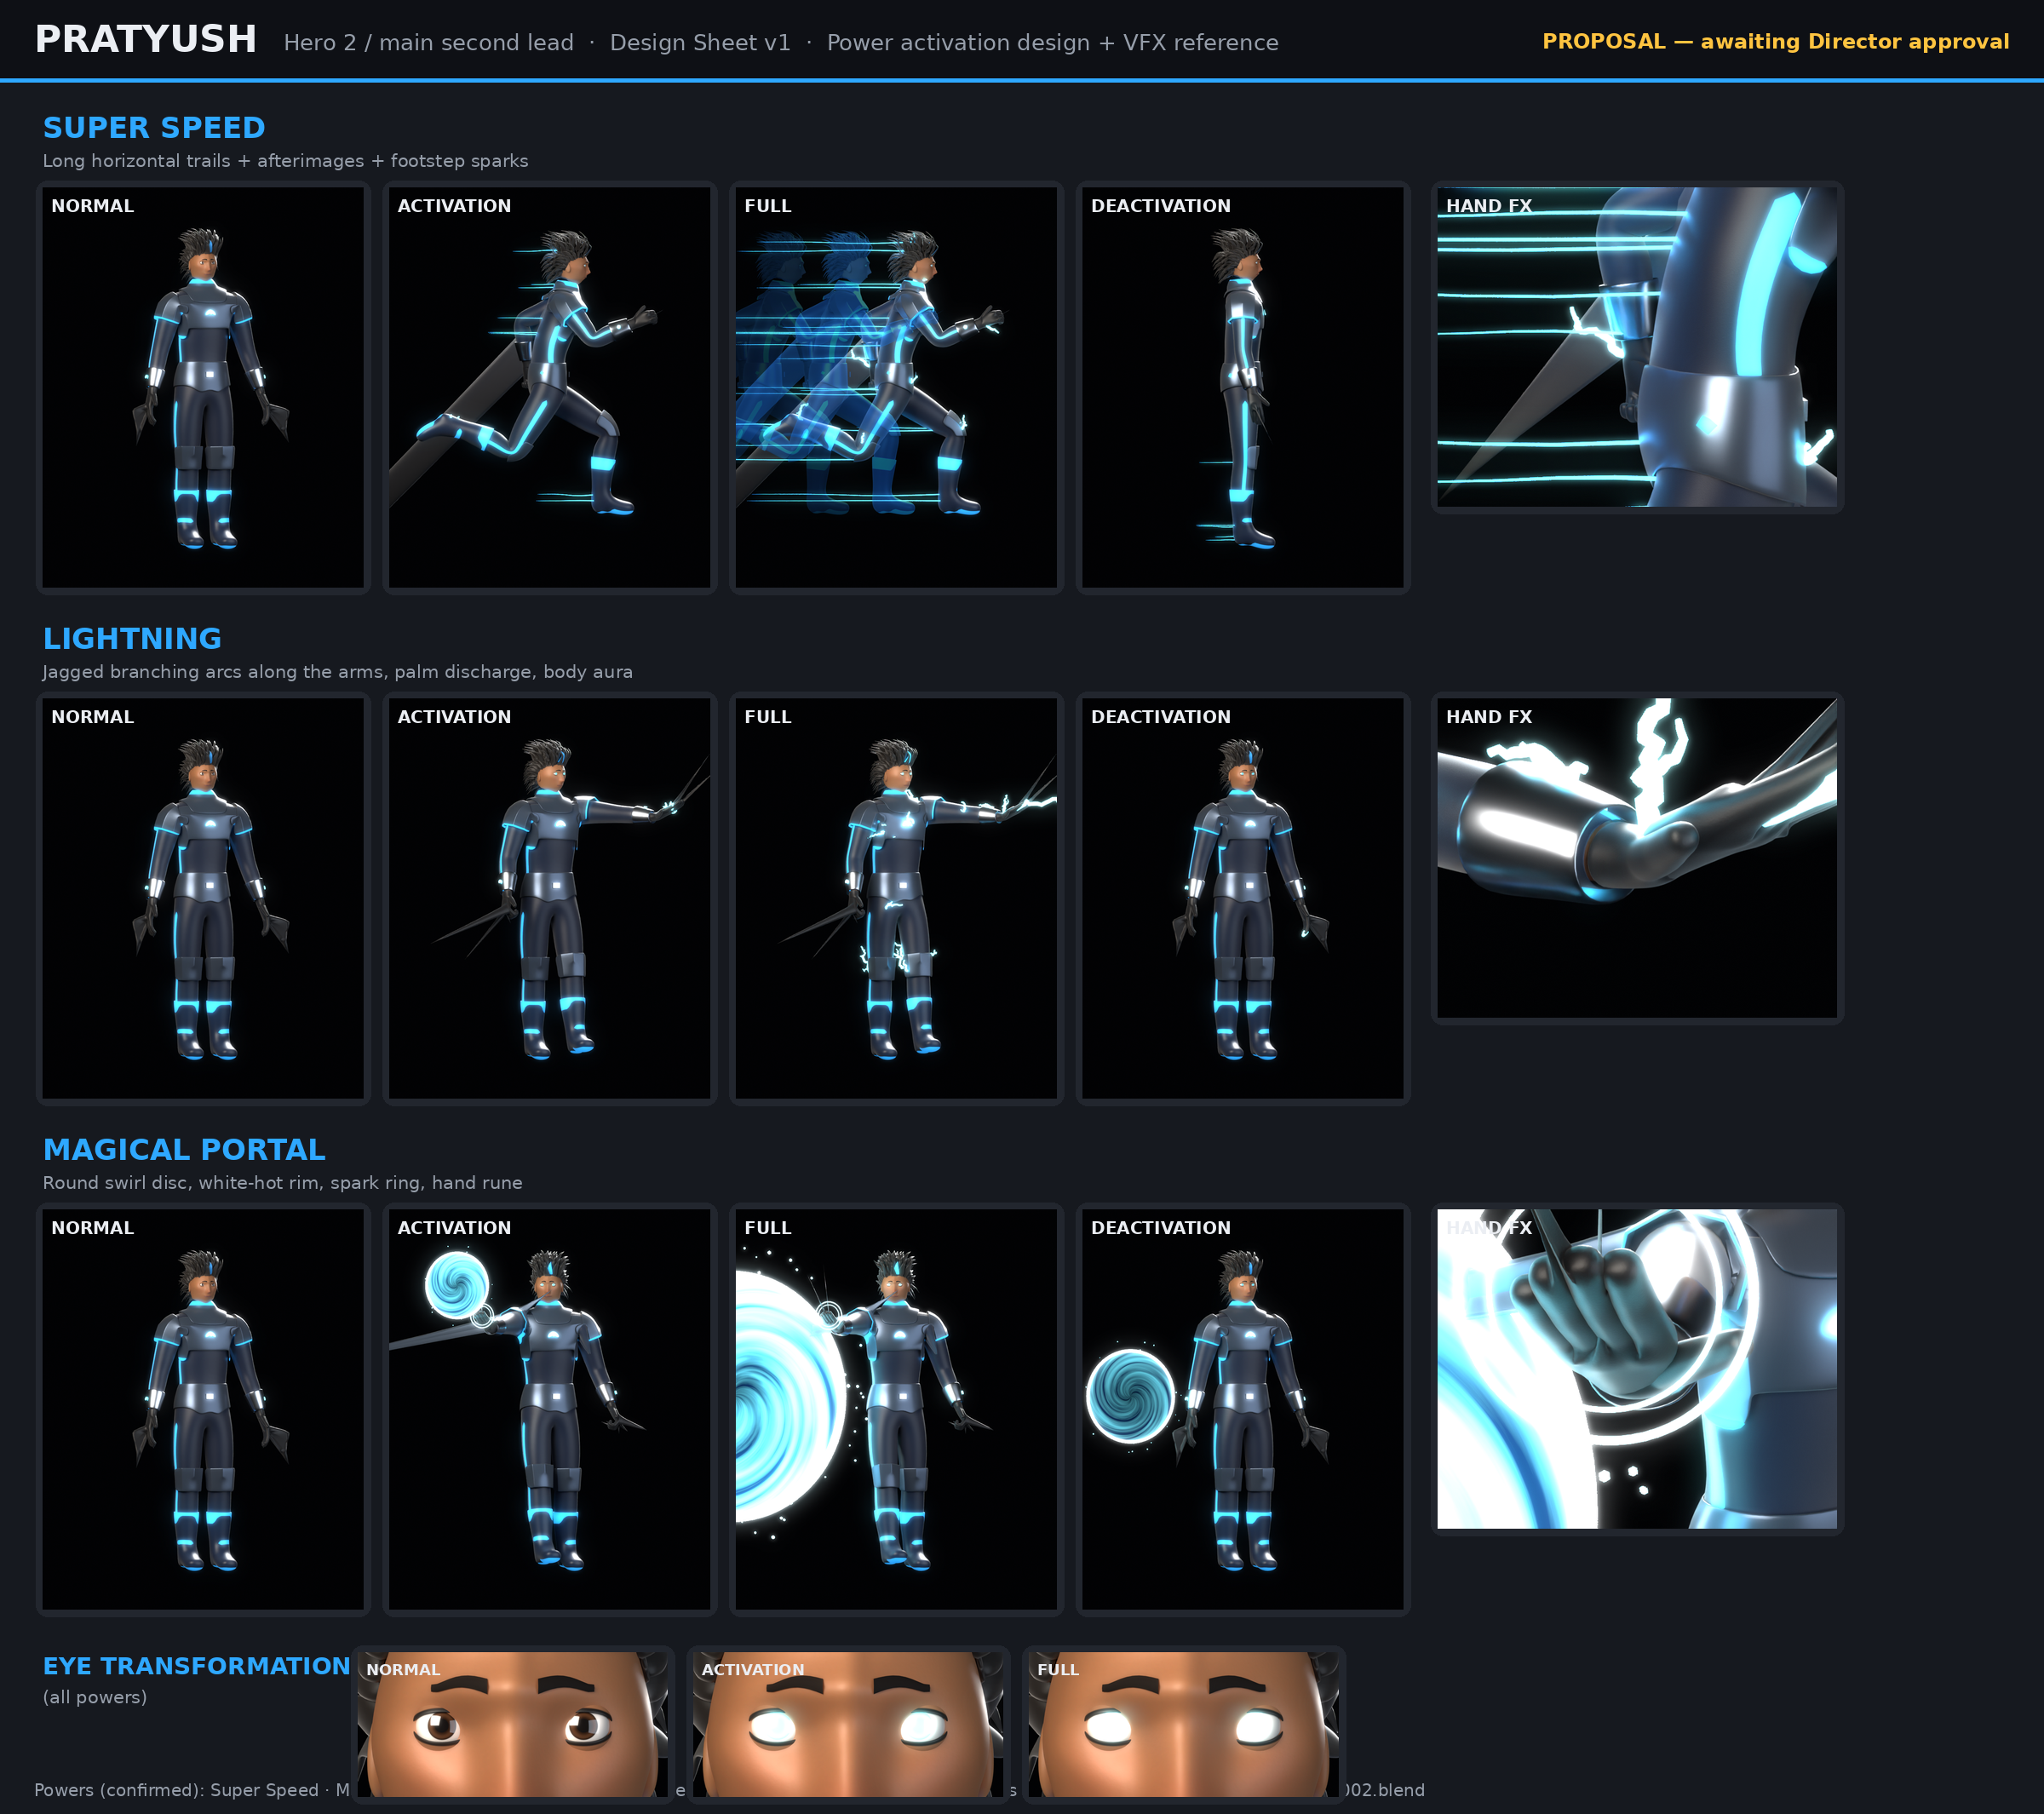 PRATYUSH Hero 2 / main second lead · Design Sheet v1 · Power activation design + VFX reference PROPOSAL — awaiting Director approval
SUPER SPEED
Long horizontal trails + afterimages + footstep sparks
NORMAL ACTIVATION FULL DEACTIVATION HAND FX
LIGHTNING
Jagged branching arcs along the arms, palm discharge, body aura
NORMAL ACTIVATION FULL DEACTIVATION HAND FX
MAGICAL PORTAL
Round swirl disc, white-hot rim, spark ring, hand rune
NORMAL ACTIVATION FULL DEACTIVATION HAND FX
EYE TRANSFORMATION NORMAL ACTIVATION FULL
(all powers)
Powers (confirmed): Super Speed · 002.blend